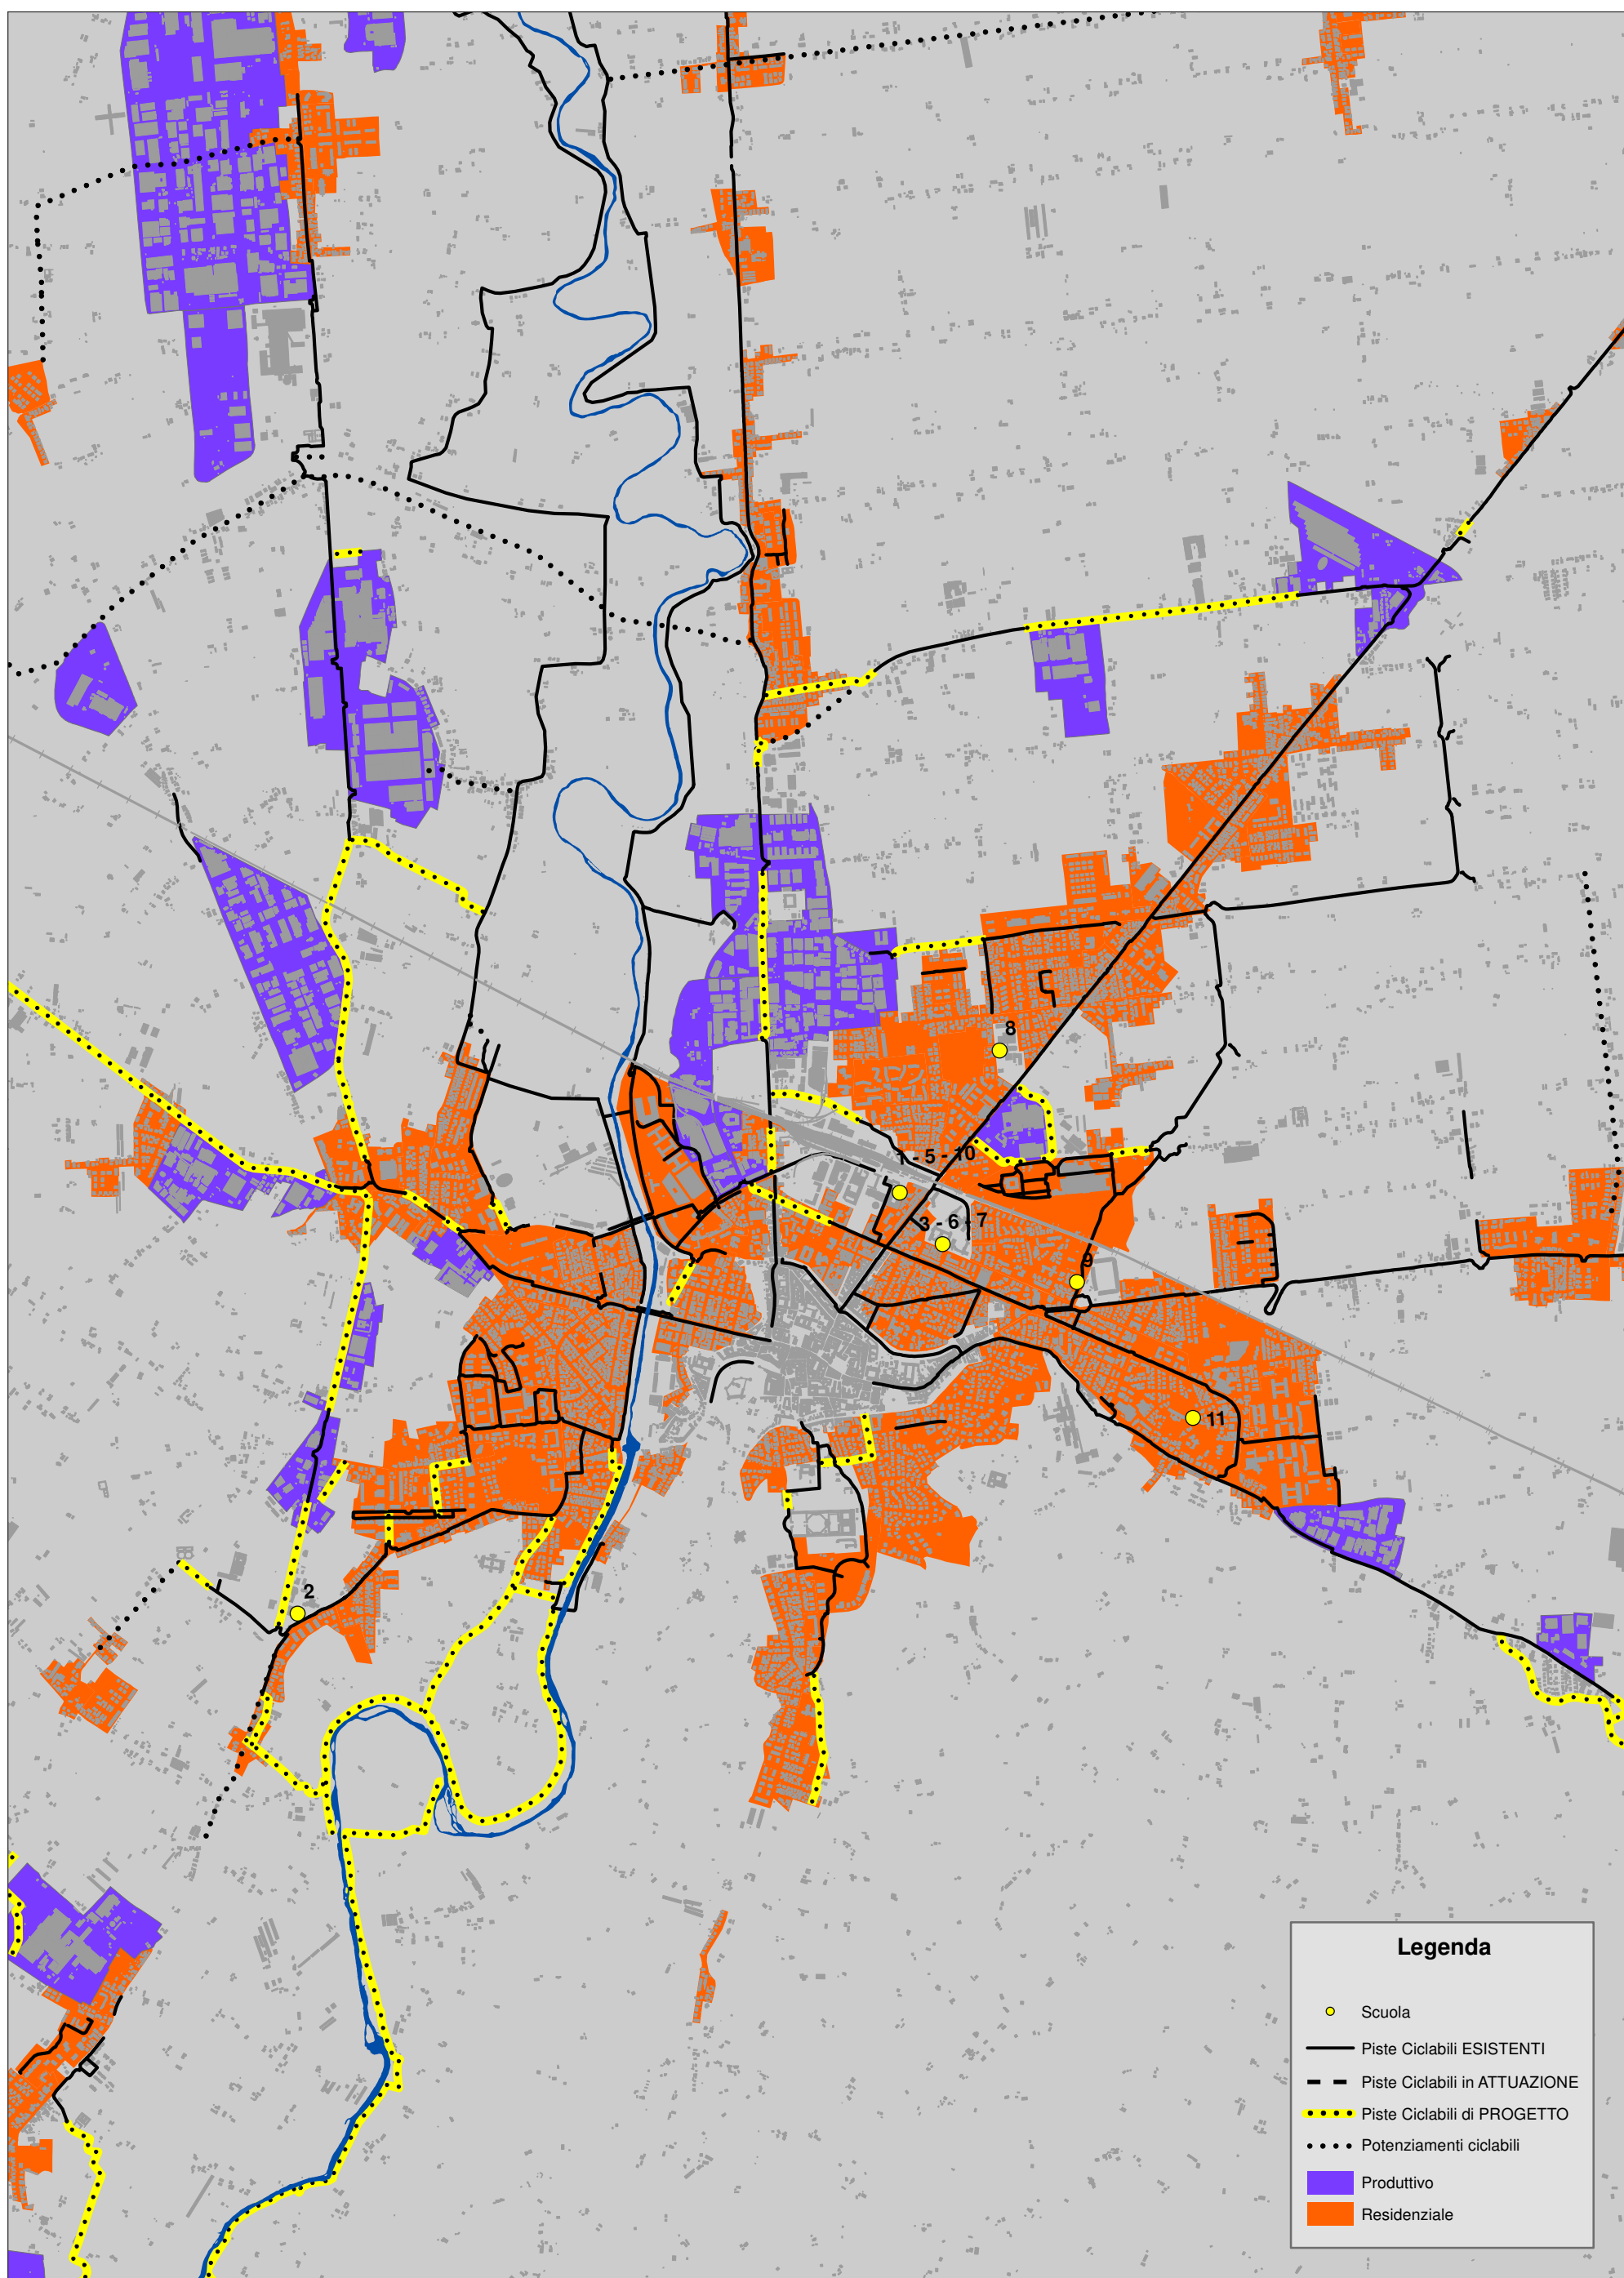 8
1 - 5 - 10
3 - 6 - 7
9
11
2
Legenda
Scuola
Piste Ciclabili ESISTENTI
Piste Ciclabili in ATTUAZIONE
Piste Ciclabili di PROGETTO
Potenziamenti ciclabili
Produttivo
Residenziale